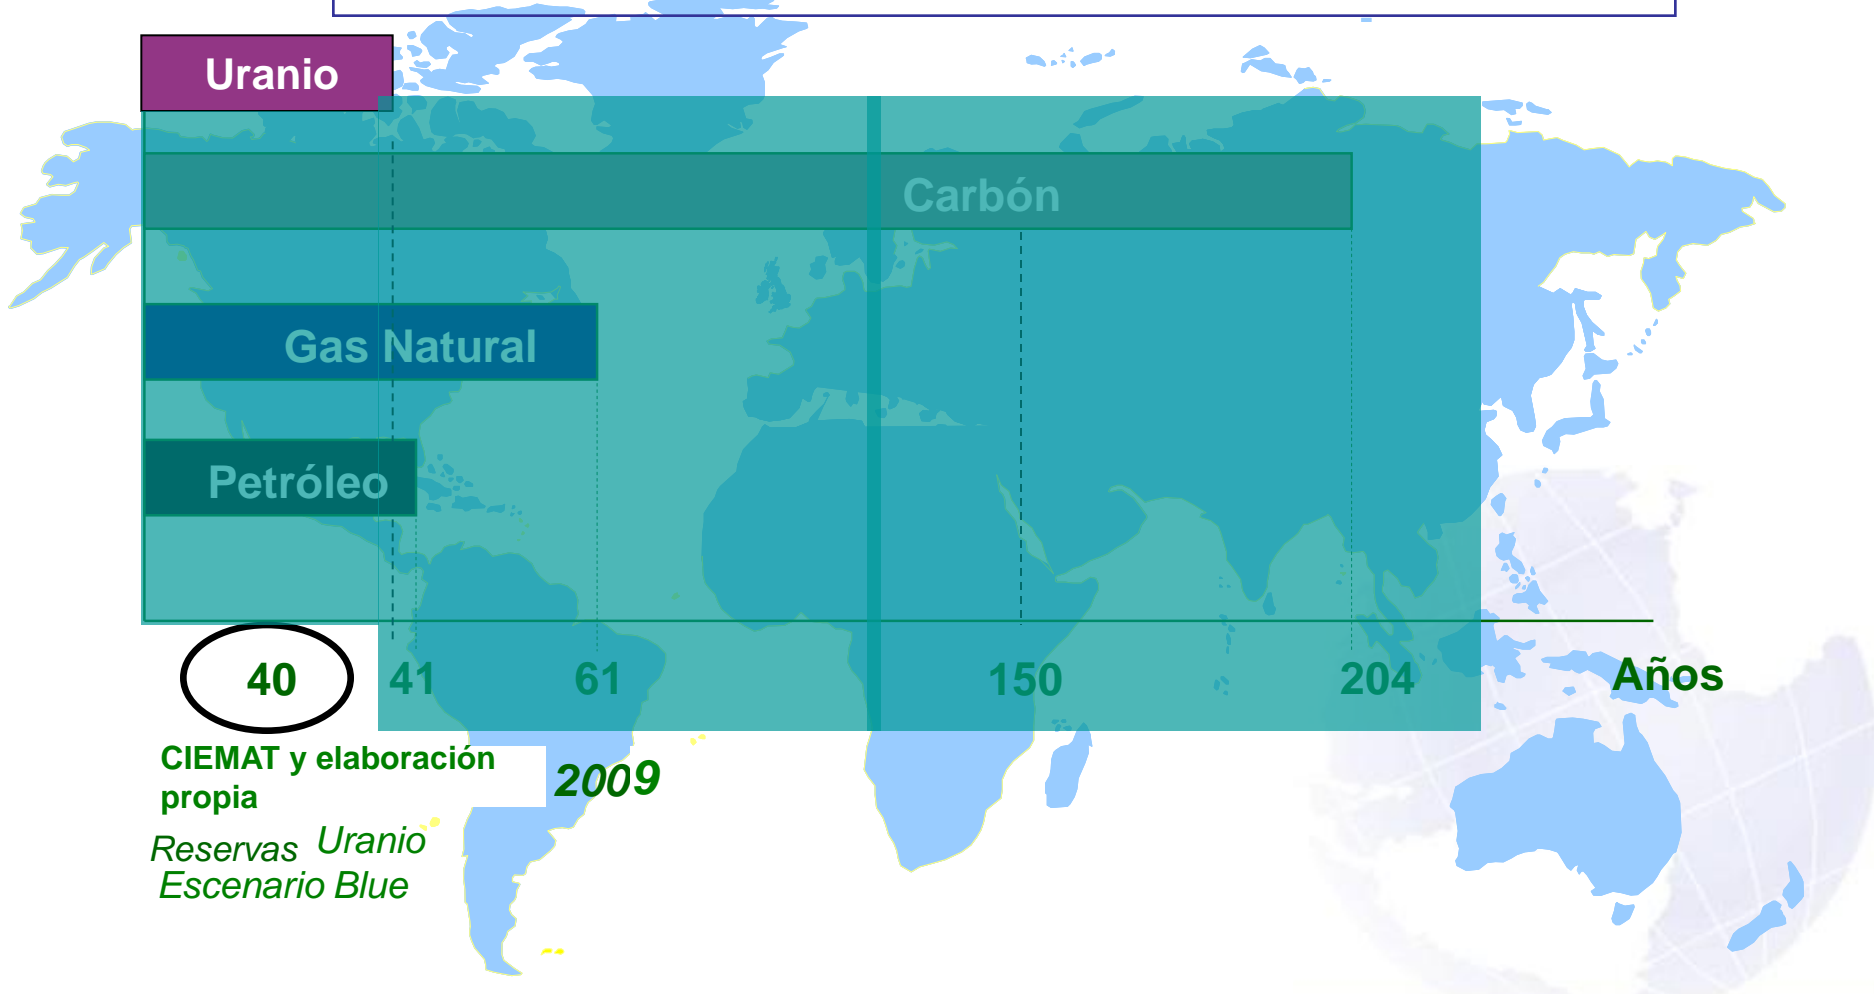 Uranio
Carbón
Gas Natural
Petróleo
40 41 61 150 204 Años
CIEMAT y elaboración
propia
2009
Reservas Uranio
Escenario Blue